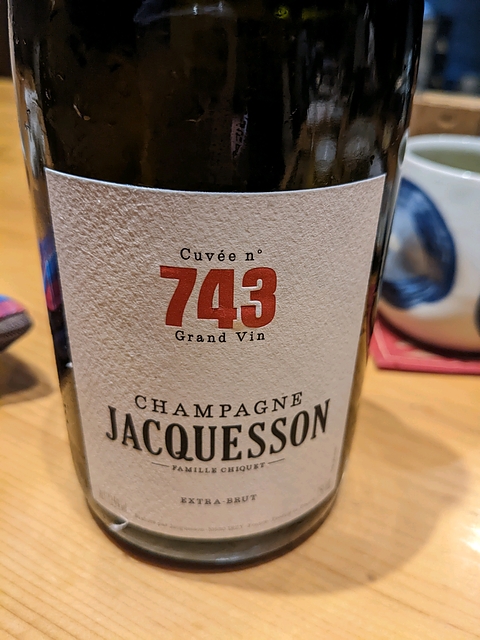 Cuvée n°
743
Grand Vin
CHAMPAGNE
JACQUESSON
FAMILLE CHIQUET
EXTRA-BRUT